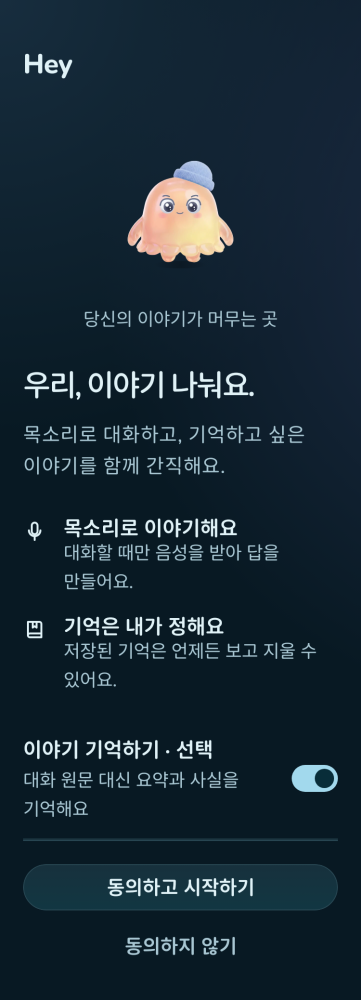 Hey
당신의 이야기가 머무는 곳
우리, 이야기 나눠요.
목소리로 대화하고, 기억하고 싶은
이야기를 함께 간직해요.
목소리로 이야기해요
대화할 때만 음성을 받아 답을
만들어요.
기억은 내가 정해요
저장된 기억은 언제든 보고 지울 수
있어요.
이야기 기억하기 · 선택
대화 원문 대신 요약과 사실을
기억해요
동의하고 시작하기
동의하지 않기